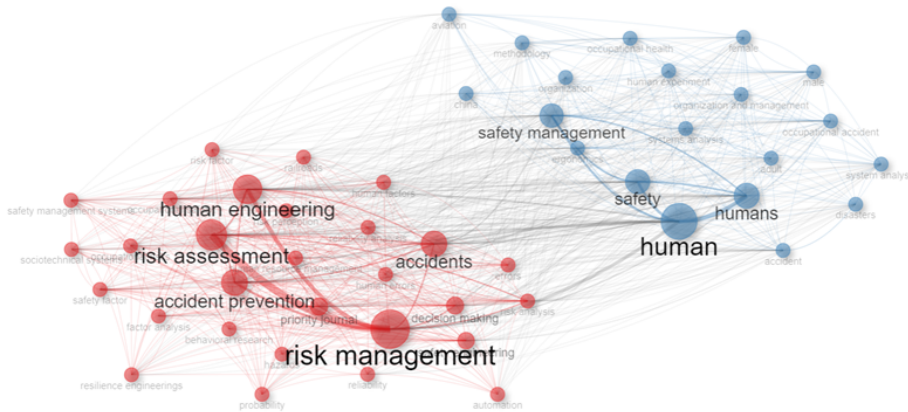 aviation
methodology
occupational health
female
organization
human experiment
male
china
organization and management
safety management
systems analysis
occupational accident
risk factor
adult
system analysis
safety
humans
disasters
safety management systems
human engineering
human
sociotechnical systems
risk assessment
accidents
accident
human errors
errors
safety factor
accident prevention
risk analysis
factor analysis
priority journal
decision making
behavioral research
risk management
resilience engineerings
reliability
probability
automation